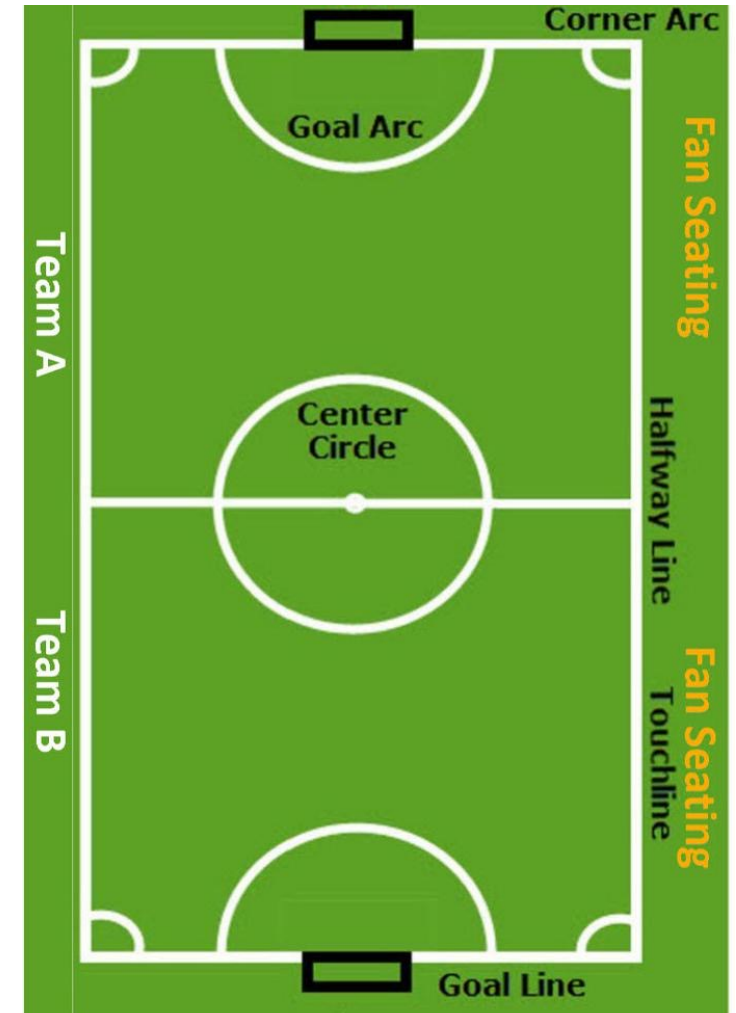 Corner Arc
Goal Arc
Fan Seating
Team A
Center
Circle
Halfway Line
Team B
Fan Seating
Touchline
Goal Line